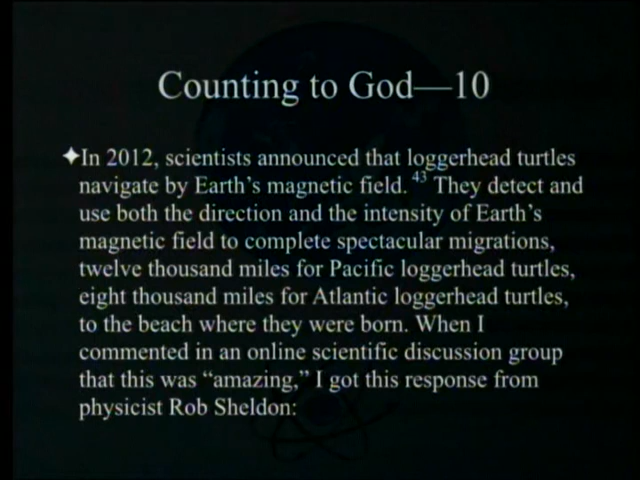 Counting to God—10
✦In 2012, scientists announced that loggerhead turtles
navigate by Earth's magnetic field. 43 They detect and
use both the direction and the intensity of Earth's
magnetic field to complete spectacular migrations,
twelve thousand miles for Pacific loggerhead turtles,
eight thousand miles for Atlantic loggerhead turtles,
to the beach where they were born. When I
commented in an online scientific discussion group
that this was “amazing,” I got this response from
physicist Rob Sheldon: